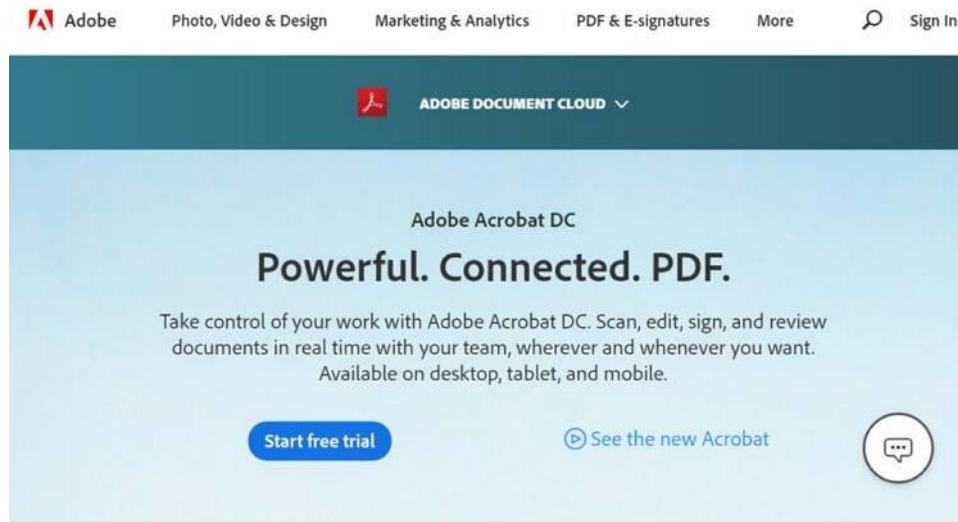 Adobe Photo, Video & Design Marketing & Analytics PDF & E-signatures More Sign In
ADOBE DOCUMENT CLOUD
Adobe Acrobat DC
Powerful. Connected. PDF.
Take control of your work with Adobe Acrobat DC. Scan, edit, sign, and review
documents in real time with your team, wherever and whenever you want.
Available on desktop, tablet, and mobile.
Start free trial See the new Acrobat